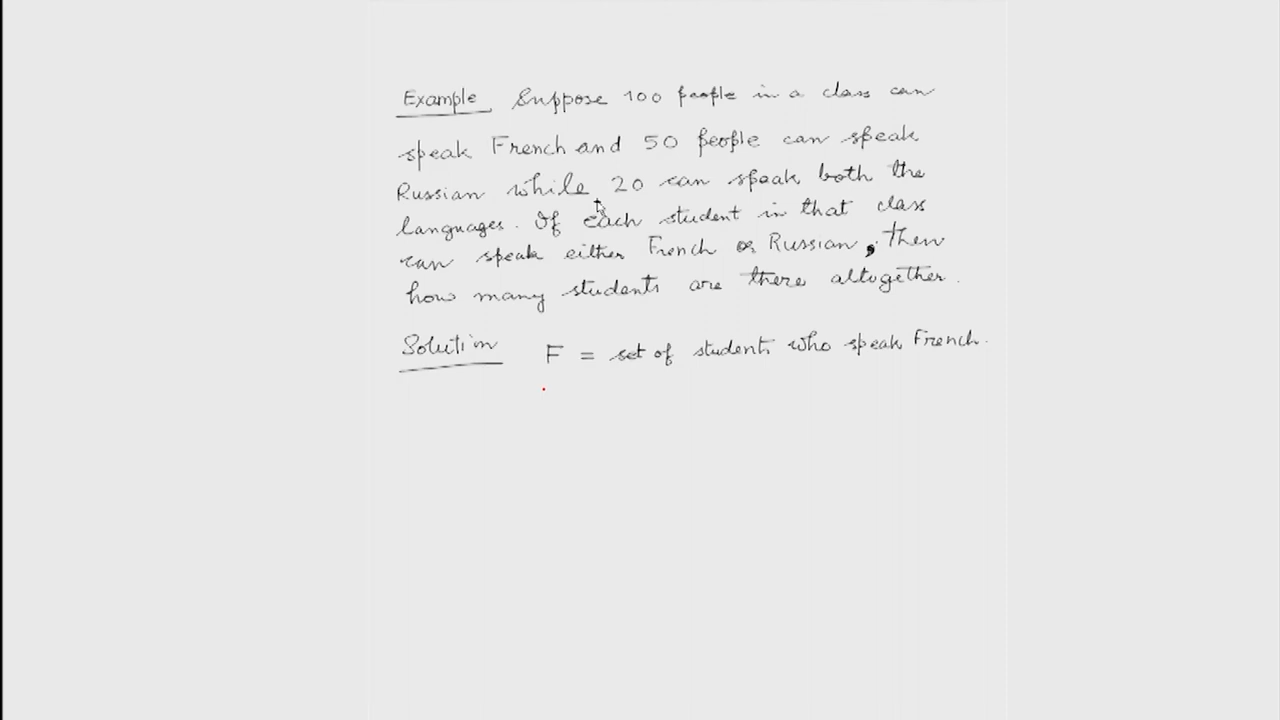 Example Suppose 100 people in a class can
speak French and 50 people can speak
Russian while 20 can speak both the
languages. If each student in that class
can speak either French or Russian, then
how many students are there altogether.
Solution F = set of students who speak French.